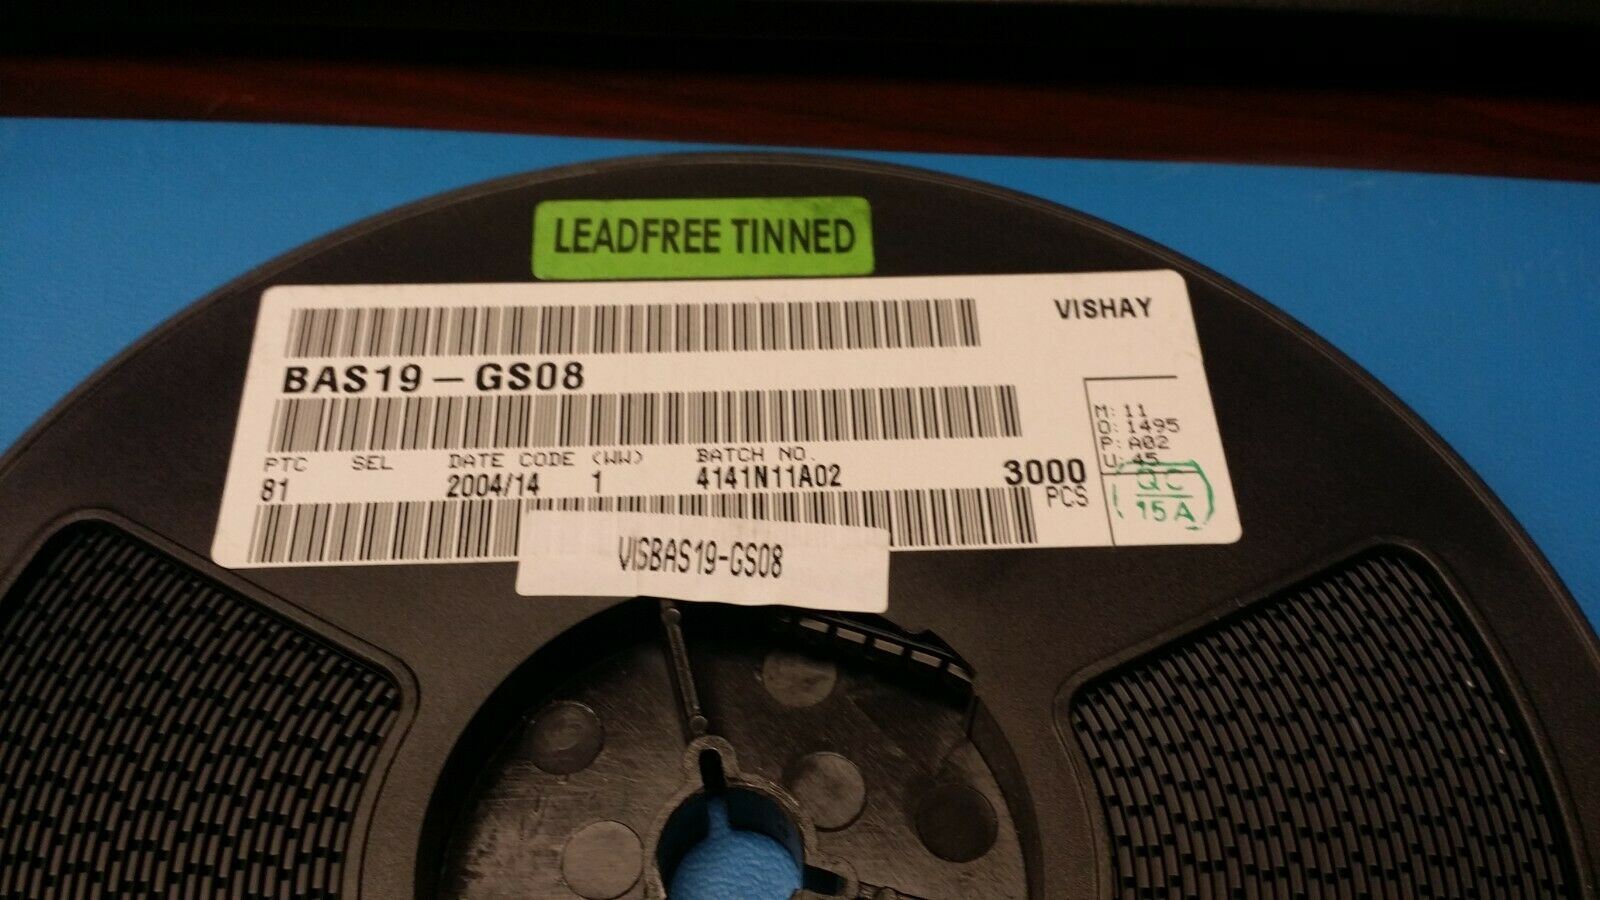 LEADFREE TINNED
VISHAY
BAS19-GS08
PTC SEL DATE CODE (WW) BATCH NO.
81 2004/14 1 4141N11A02
3000
PCS
M: 11
O: 1495
P: A02
U: 45
QC
15A
VISBAS19-GS08